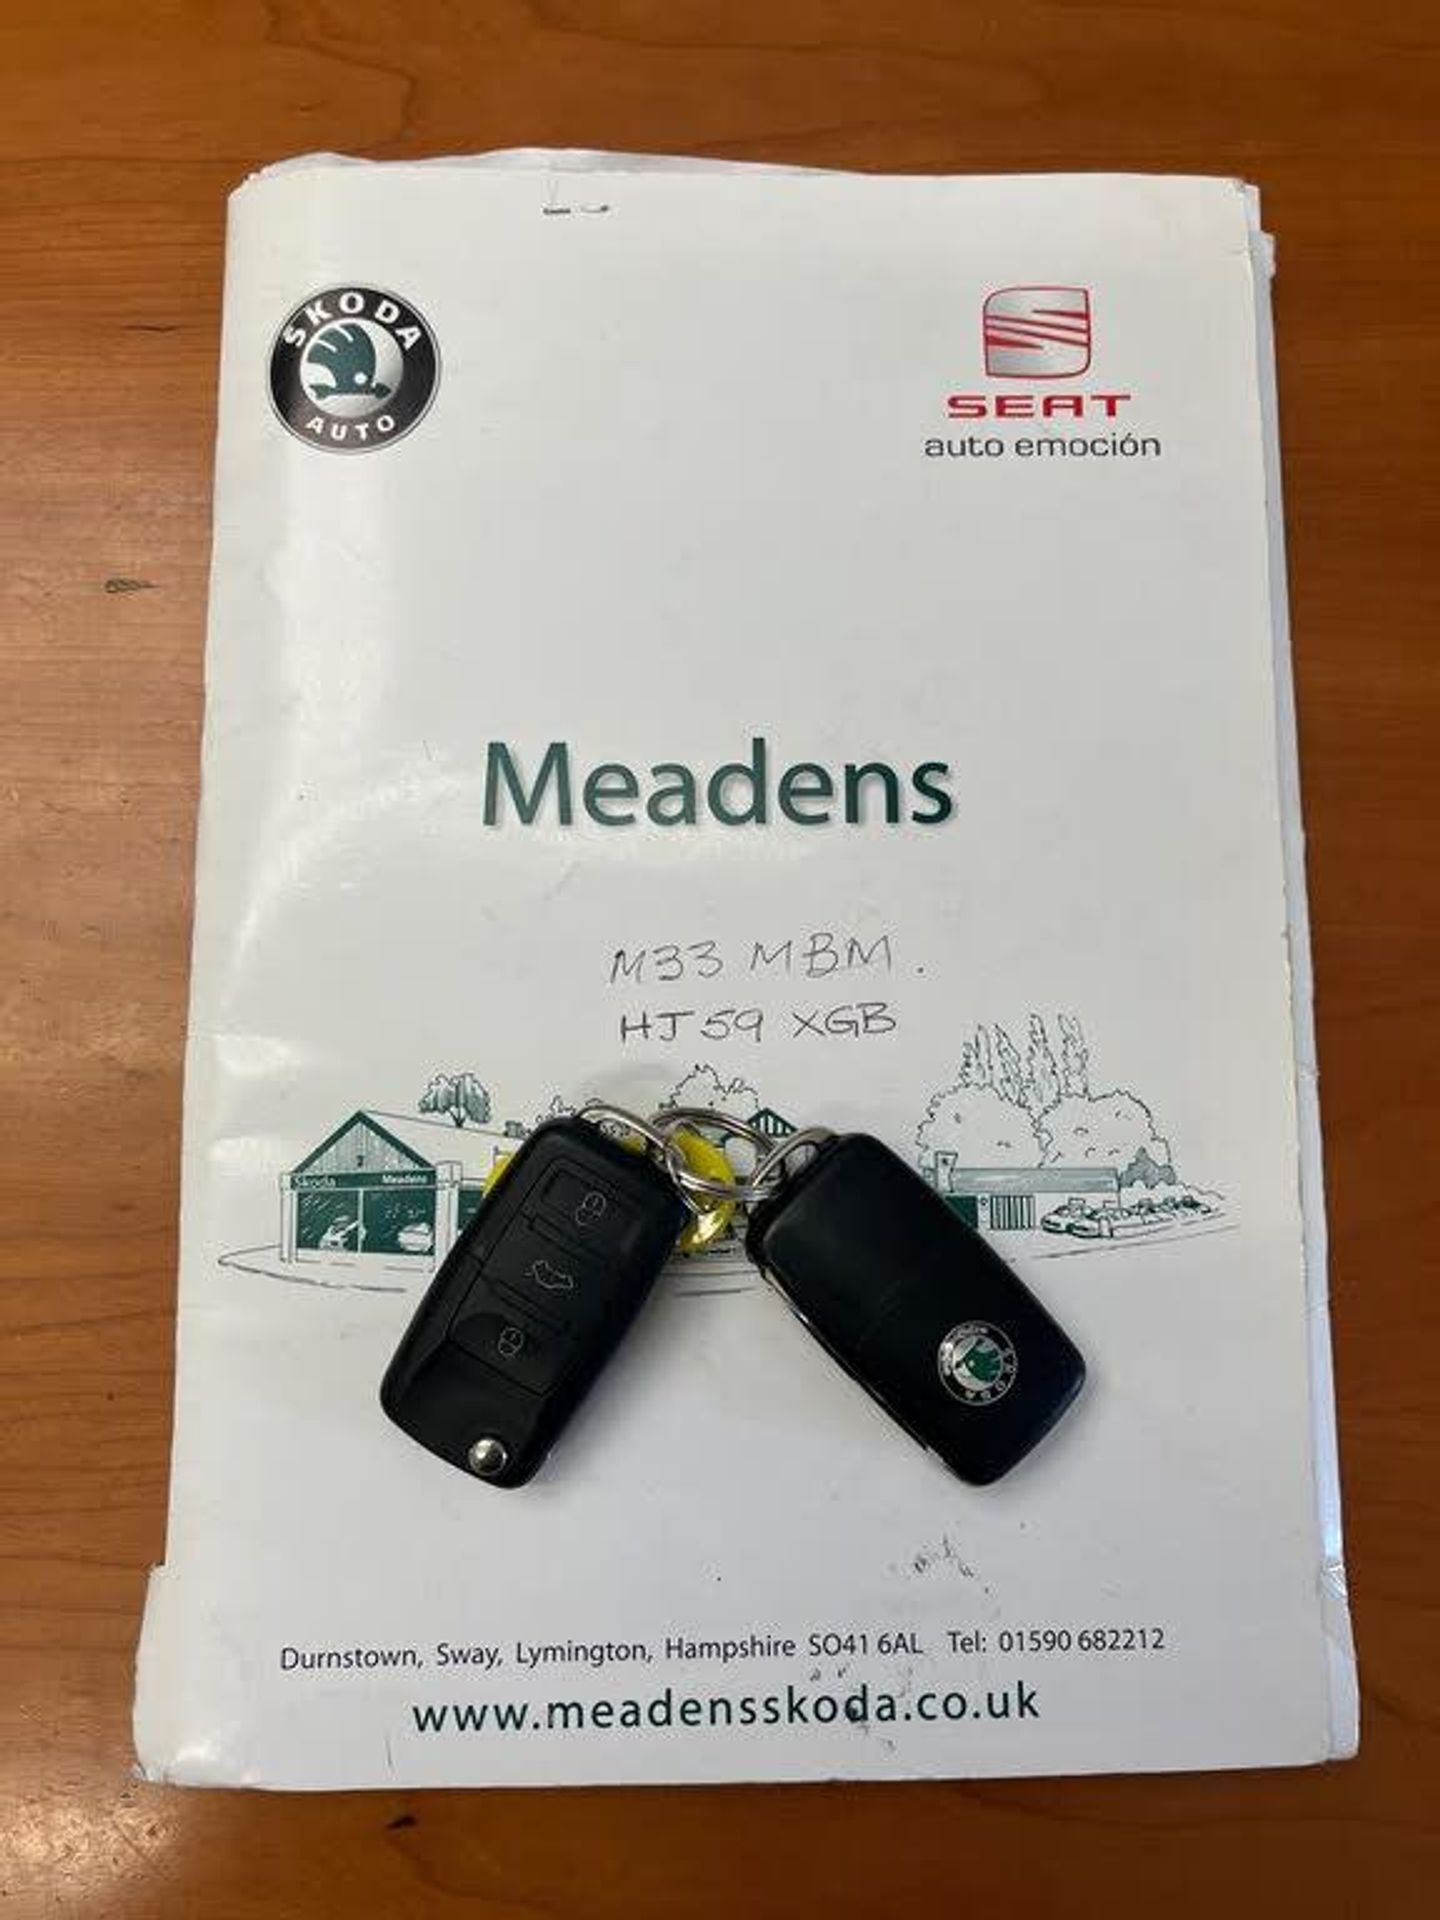 SKODA
AUTO
SEAT
auto emoción
Meadens
M33 MBM.
HJ59 XGB
Skoda Meadens
SKODA
Durnstown, Sway, Lymington, Hampshire SO41 6AL Tel: 01590 682212
www.meadensskoda.co.uk